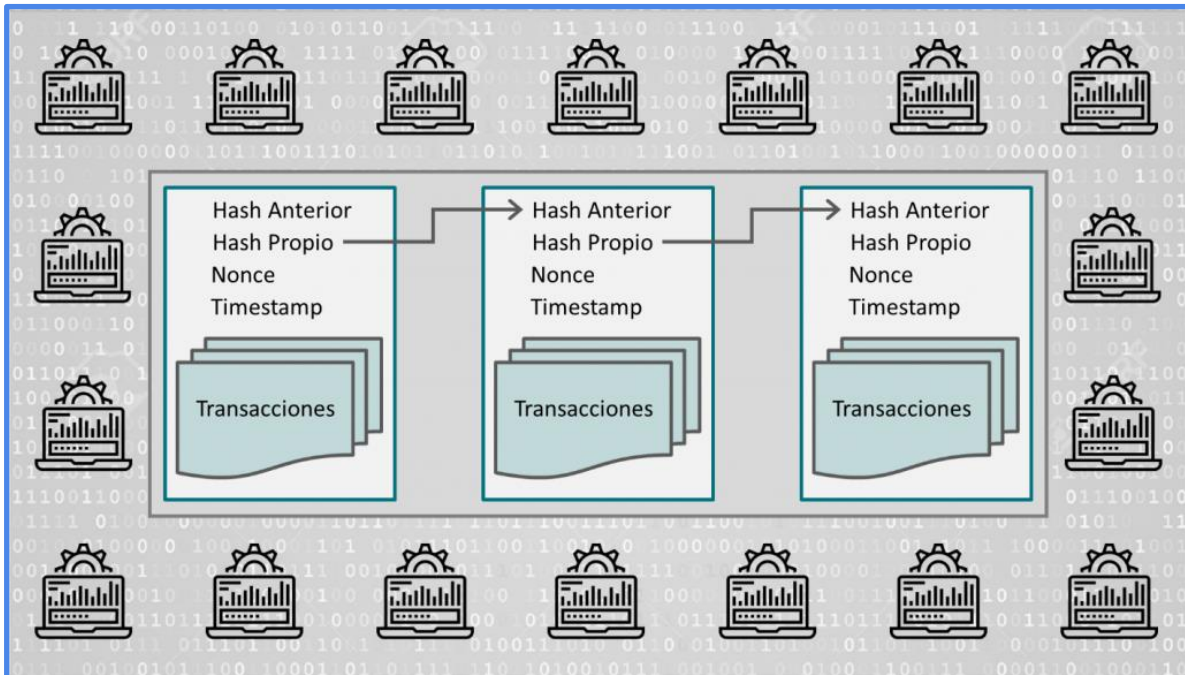 Hash Anterior
Hash Propio
Nonce
Timestamp
Transacciones
Hash Anterior
Hash Propio
Nonce
Timestamp
Transacciones
Hash Anterior
Hash Propio
Nonce
Timestamp
Transacciones